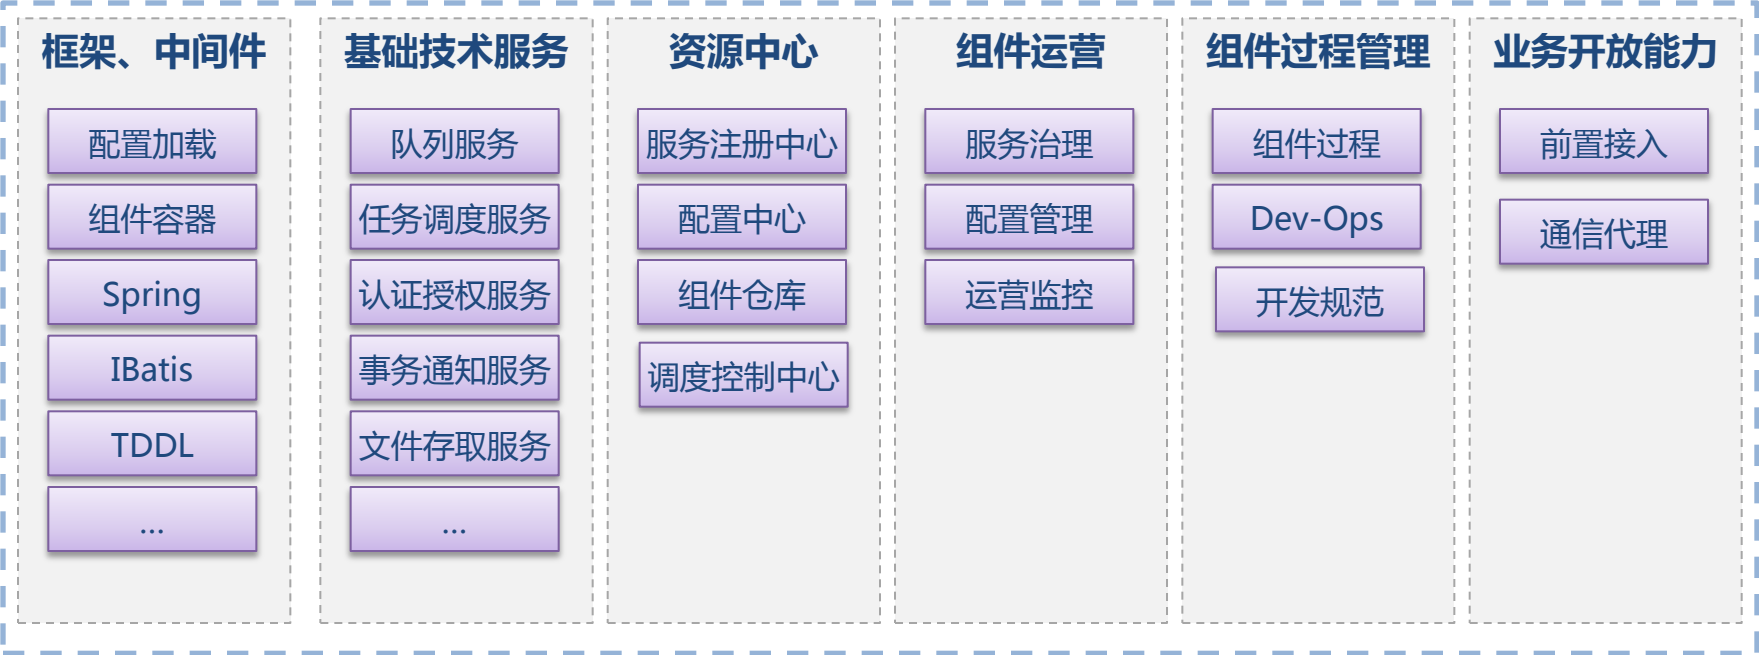 框架、中间件
配置加载
组件容器
Spring
IBatis
TDDL
...
基础技术服务
队列服务
任务调度服务
认证授权服务
事务通知服务
文件存取服务
...
资源中心
服务注册中心
配置中心
组件仓库
调度控制中心
组件运营
服务治理
配置管理
运营监控
组件过程管理
组件过程
Dev-Ops
开发规范
业务开放能力
前置接入
通信代理